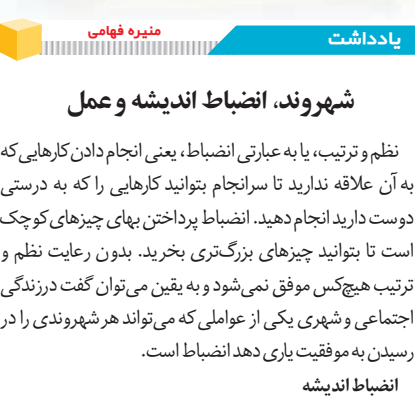 منیره فهامی
یادداشت
شهروند، انضباط اندیشه و عمل
نظم و ترتیب، یا به عبارتی انضباط، یعنی انجام دادن کارهایی که
به آن علاقه ندارید تا سرانجام بتوانید کارهایی را که به درستی
دوست دارید انجام دهید. انضباط پرداختن بهای چیزهای کوچک
است تا بتوانید چیزهای بزرگ‌تری بخرید. بدون رعایت نظم و
ترتیب هیچ‌کس موفق نمی‌شود و به یقین می‌توان گفت درزندگی
اجتماعی و شهری یکی از عواملی که می‌تواند هر شهروندی را در
رسیدن به موفقیت یاری دهد انضباط است.
انضباط اندیشه